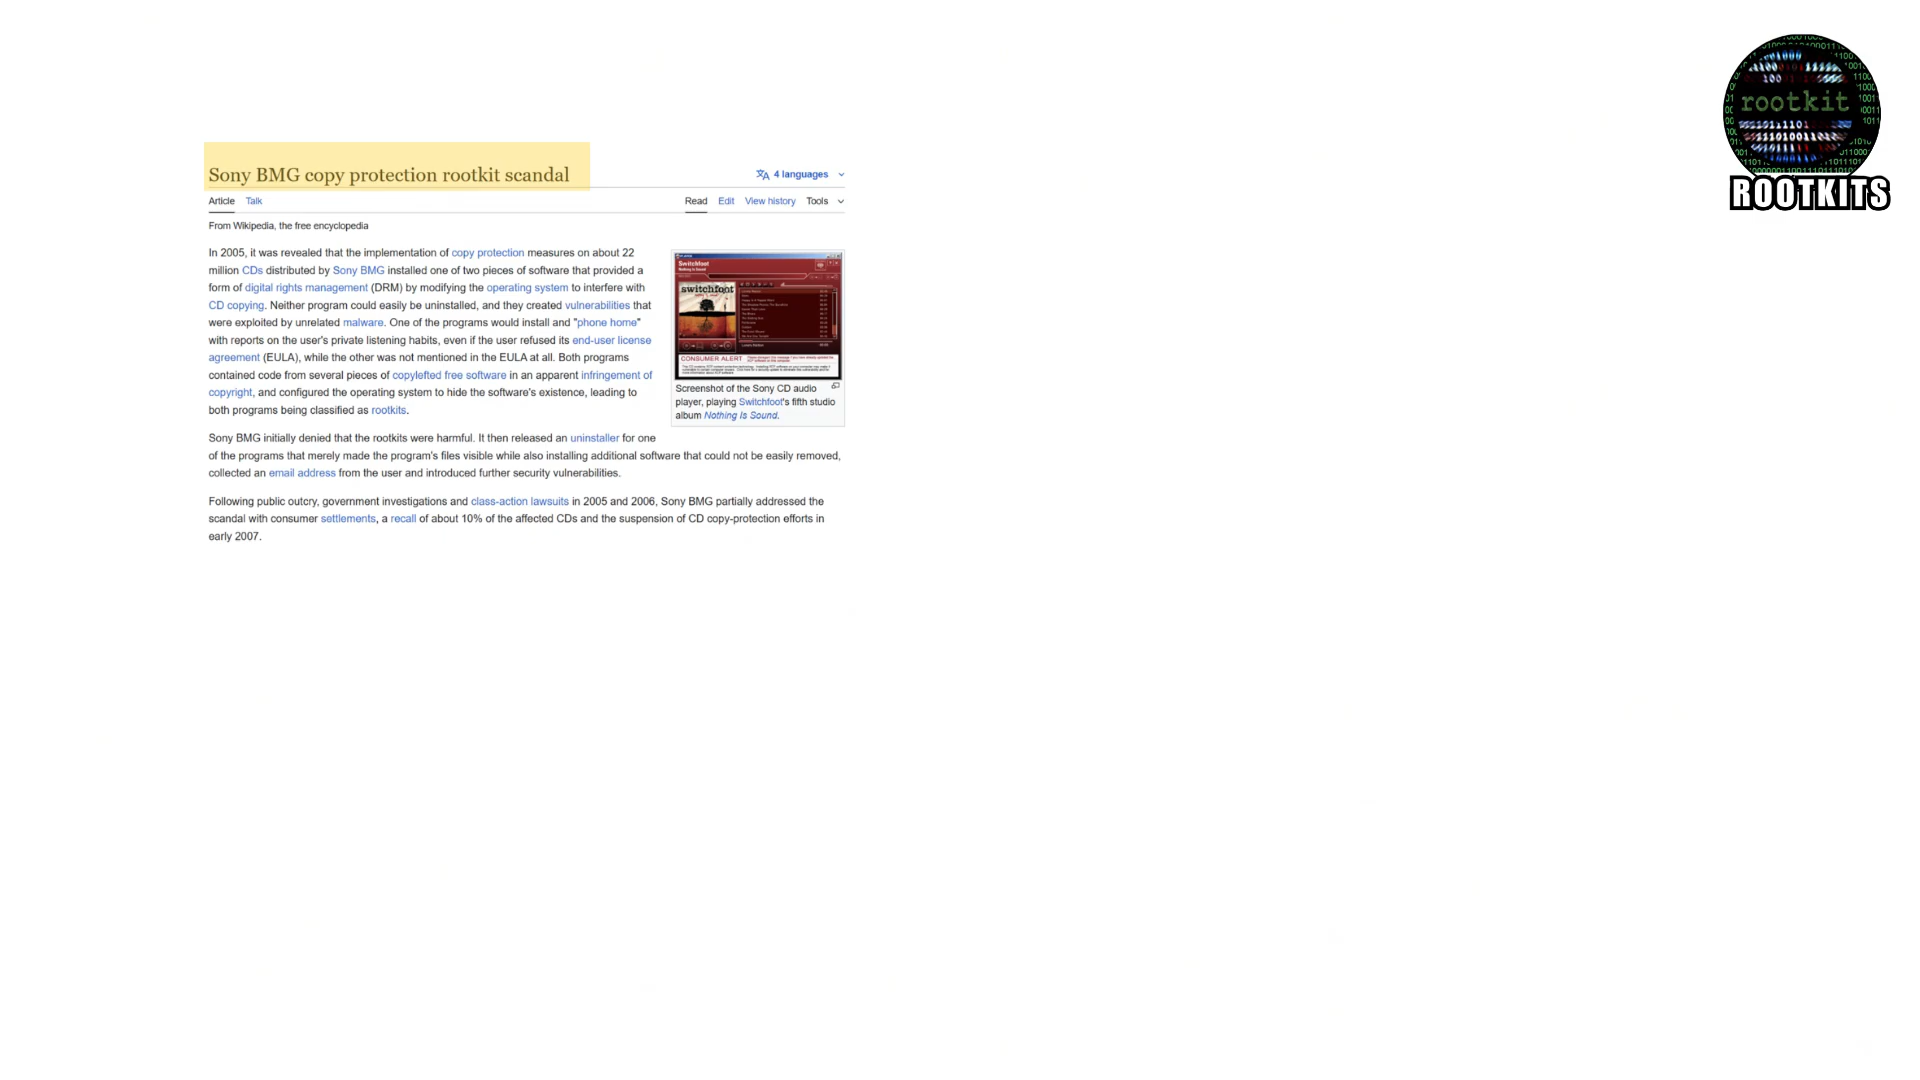 rootkit
ROOTKITS
Sony BMG copy protection rootkit scandal
4 languages
Article Talk
Read Edit View history Tools
From Wikipedia, the free encyclopedia
In 2005, it was revealed that the implementation of copy protection measures on about 22
million CDs distributed by Sony BMG installed one of two pieces of software that provided a
form of digital rights management (DRM) by modifying the operating system to interfere with
CD copying. Neither program could easily be uninstalled, and they created vulnerabilities that
were exploited by unrelated malware. One of the programs would install and "phone home"
with reports on the user's private listening habits, even if the user refused its end-user license
agreement (EULA), while the other was not mentioned in the EULA at all. Both programs
contained code from several pieces of copylefted free software in an apparent infringement of
copyright, and configured the operating system to hide the software's existence, leading to
both programs being classified as rootkits.
Switchfoot
Nothing Is Sound
switchfoot
CONSUMER ALERT
Screenshot of the Sony CD audio
player, playing Switchfoot's fifth studio
album Nothing Is Sound.
Sony BMG initially denied that the rootkits were harmful. It then released an uninstaller for one
of the programs that merely made the program's files visible while also installing additional software that could not be easily removed,
collected an email address from the user and introduced further security vulnerabilities.
Following public outcry, government investigations and class-action lawsuits in 2005 and 2006, Sony BMG partially addressed the
scandal with consumer settlements, a recall of about 10% of the affected CDs and the suspension of CD copy-protection efforts in
early 2007.